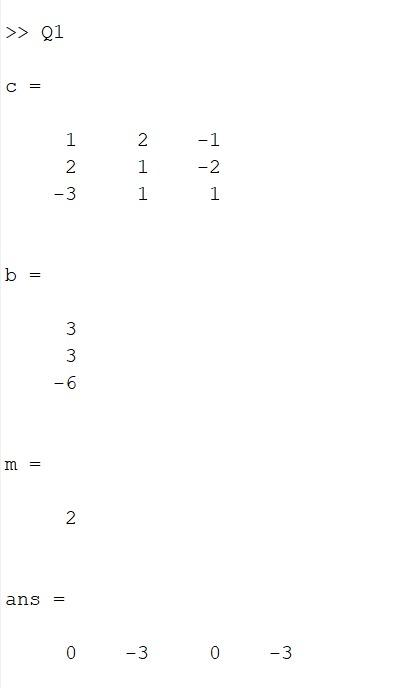 >> Q1
c =
1 2 -1
2 1 -2
-3 1 1
b =
3
3
-6
m =
2
ans =
0 -3 0 -3